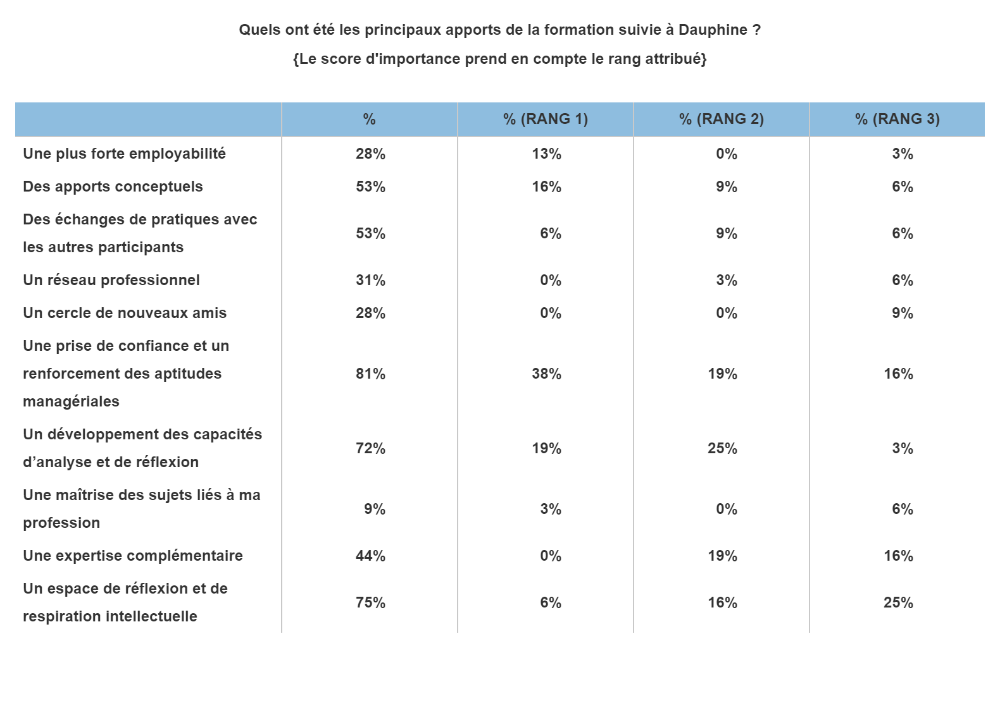 Quels ont été les principaux apports de la formation suivie à Dauphine ?
{Le score d'importance prend en compte le rang attribué}
% % (RANG 1) % (RANG 2) % (RANG 3)
Une plus forte employabilité 28% 13% 0% 3%
Des apports conceptuels 53% 16% 9% 6%
Des échanges de pratiques avec
les autres participants 53% 6% 9% 6%
Un réseau professionnel 31% 0% 3% 6%
Un cercle de nouveaux amis 28% 0% 0% 9%
Une prise de confiance et un
renforcement des aptitudes 81% 38% 19% 16%
managériales
Un développement des capacités
d’analyse et de réflexion 72% 19% 25% 3%
Une maîtrise des sujets liés à ma
profession 9% 3% 0% 6%
Une expertise complémentaire 44% 0% 19% 16%
Un espace de réflexion et de
respiration intellectuelle 75% 6% 16% 25%